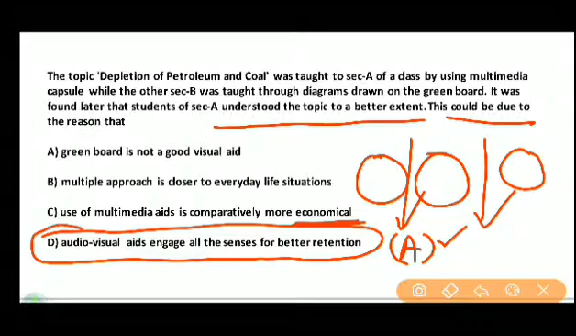 The topic 'Depletion of Petroleum and Coal' was taught to sec-A of a class by using multimedia
capsule while the other sec-B was taught through diagrams drawn on the green board. It was
found later that students of sec-A understood the topic to a better extent.This could be due to
the reason that
A) green board is not a good visual aid
B) multiple approach is closer to everyday life situations
C) use of multimedia aids is comparatively more economical
D) audio-visual aids engage all the senses for better retention
(A)